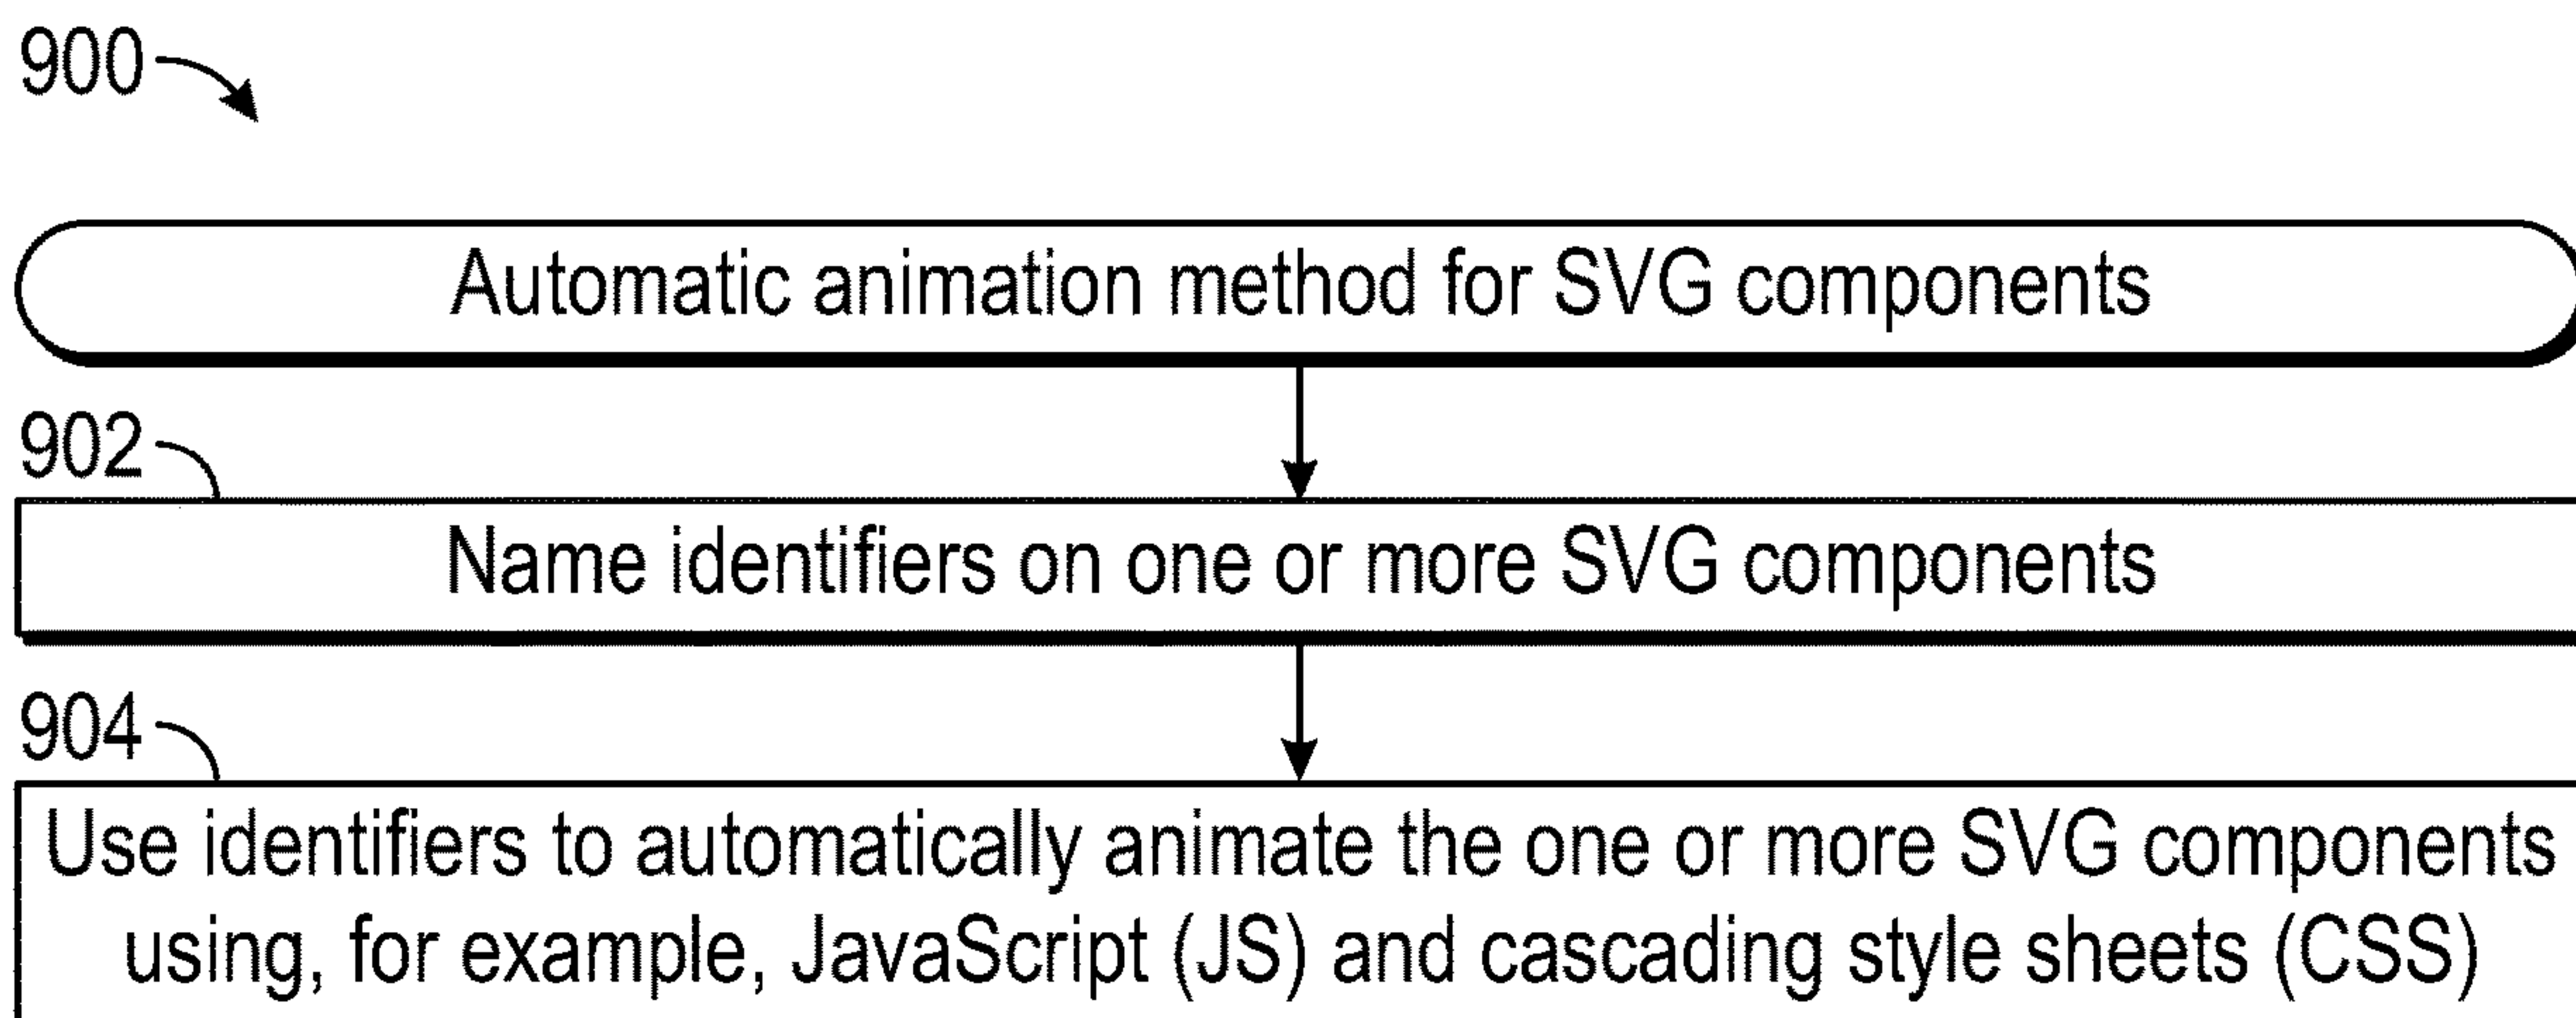 900
Automatic animation method for SVG components
902
Name identifiers on one or more SVG components
904
Use identifiers to automatically animate the one or more SVG components
using, for example, JavaScript (JS) and cascading style sheets (CSS)